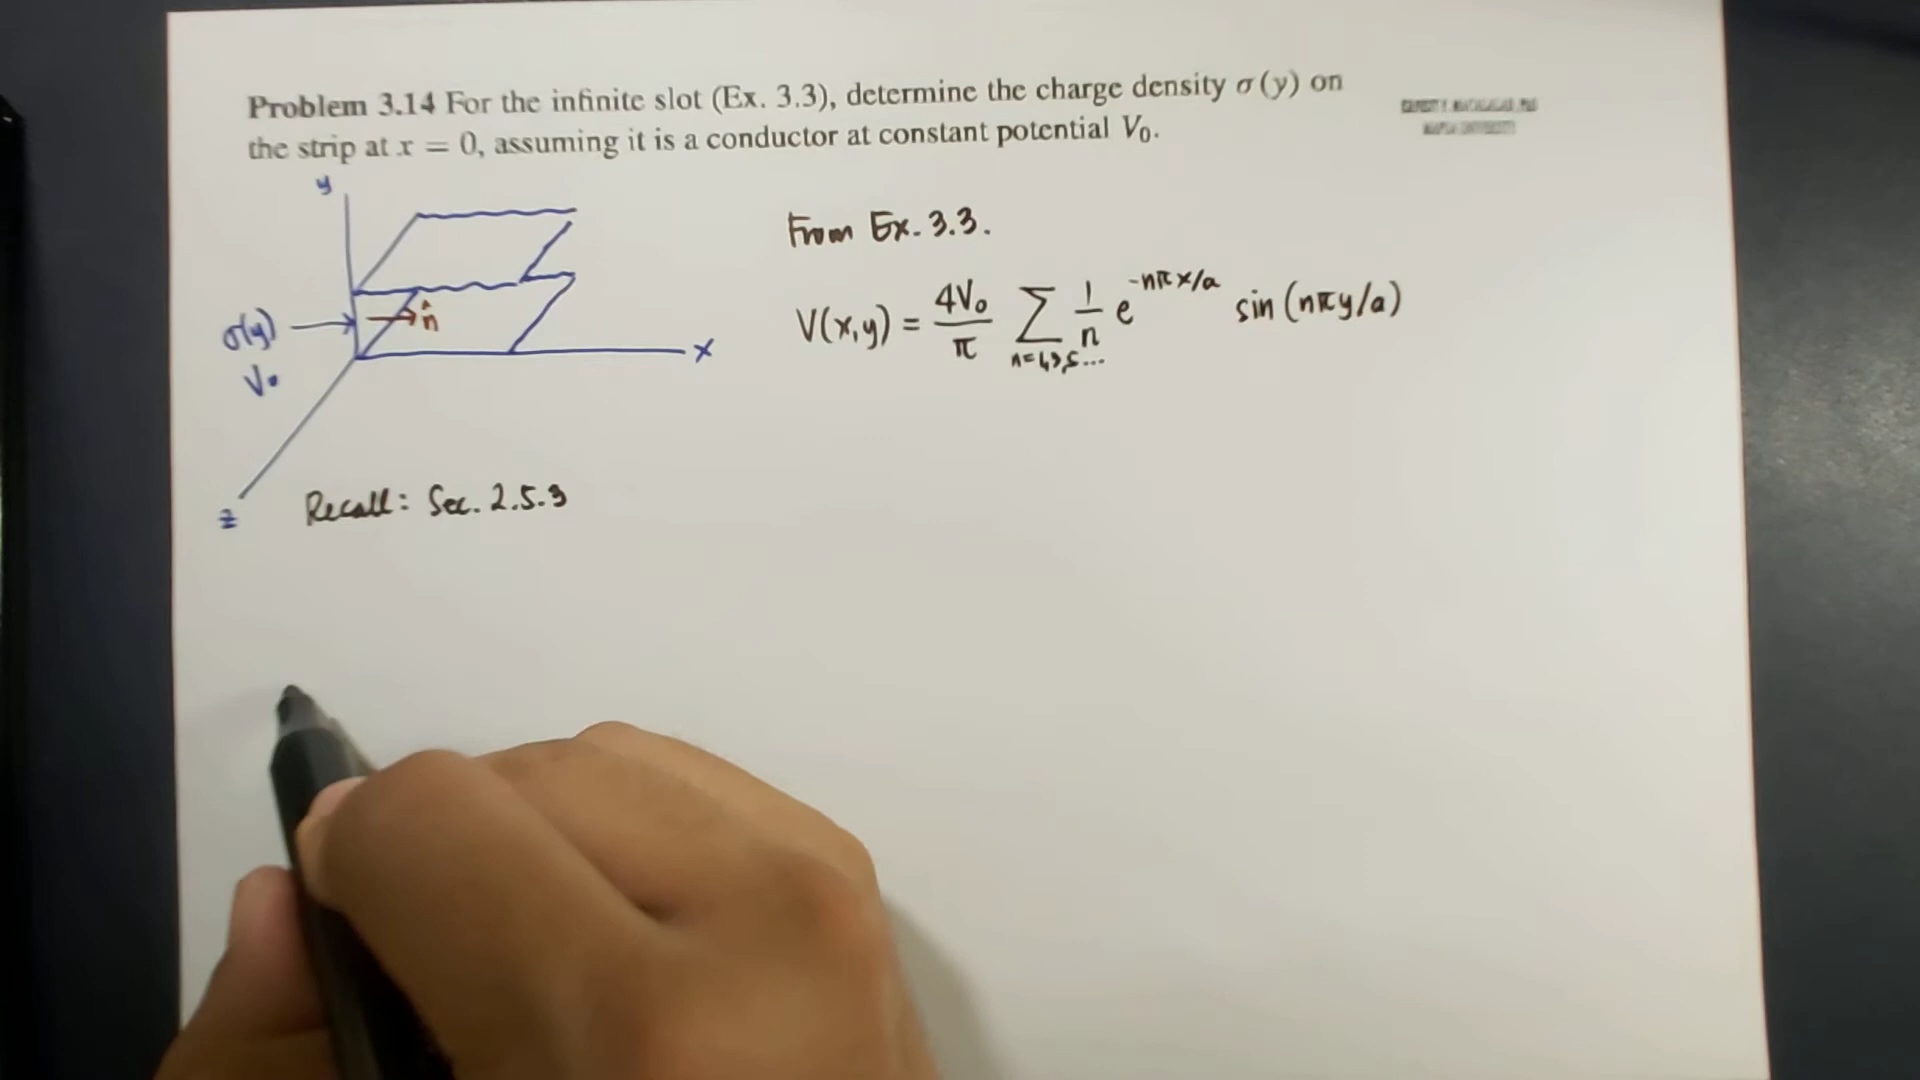 Problem 3.14 For the infinite slot (Ex. 3.3), determine the charge density σ(y) on
the strip at x = 0, assuming it is a conductor at constant potential V₀.
y
From Ex. 3.3.
σ(y)
n̂
V₀
x
V(x,y) = 4V₀/π Σ n=1,3,5... 1/n e^(-nπx/a) sin(nπy/a)
z
Recall: Sec. 2.5.3